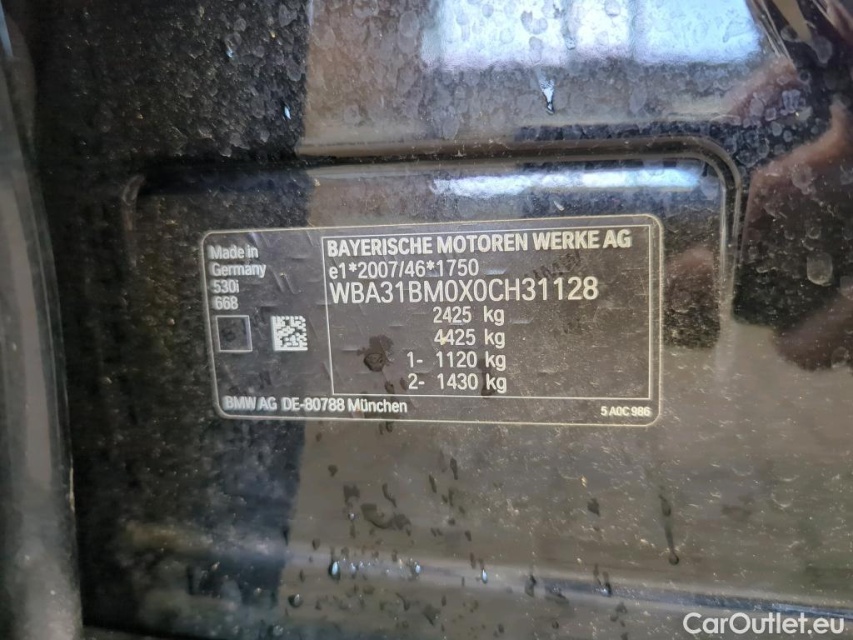 Made in
Germany
530i
668
BAYERISCHE MOTOREN WERKE AG
e1*2007/46*1750
WBA31BM0X0CH31128
2425 kg
4425 kg
1- 1120 kg
2- 1430 kg
BMW AG DE-80788 München
5 A0C 986
CarOutlet.eu